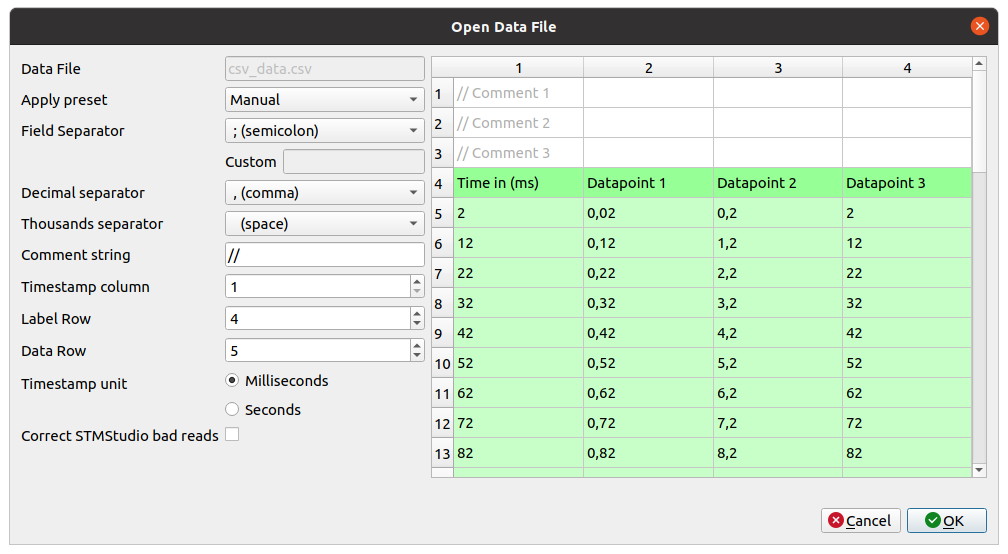 Open Data File
Data File csv_data.csv
Apply preset Manual
Field Separator ; (semicolon)
Custom
Decimal separator , (comma)
Thousands separator (space)
Comment string //
Timestamp column 1
Label Row 4
Data Row 5
Timestamp unit Milliseconds
Seconds
Correct STMStudio bad reads
1 2 3 4
1 // Comment 1
2 // Comment 2
3 // Comment 3
4 Time in (ms) Datapoint 1 Datapoint 2 Datapoint 3
5 2 0,02 0,2 2
6 12 0,12 1,2 12
7 22 0,22 2,2 22
8 32 0,32 3,2 32
9 42 0,42 4,2 42
10 52 0,52 5,2 52
11 62 0,62 6,2 62
12 72 0,72 7,2 72
13 82 0,82 8,2 82
Cancel OK